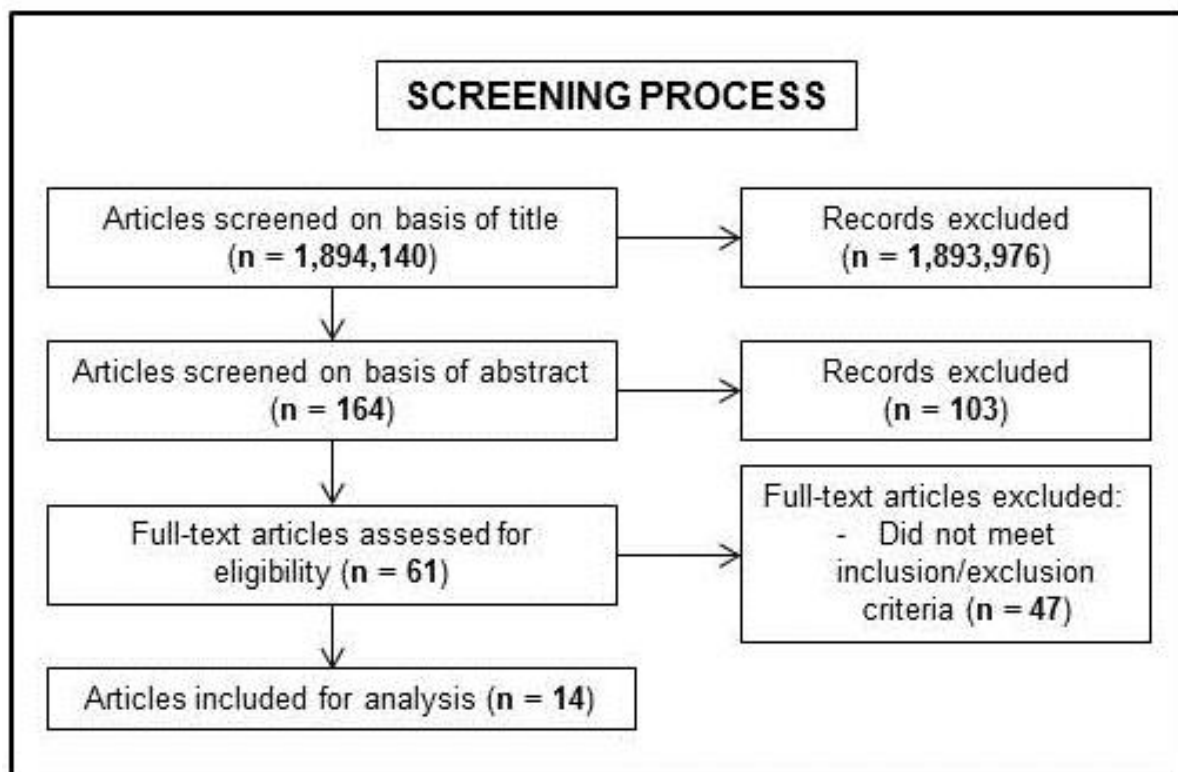 SCREENING PROCESS
Articles screened on basis of title
(n = 1,894,140)
Records excluded
(n = 1,893,976)
Articles screened on basis of abstract
(n = 164)
Records excluded
(n = 103)
Full-text articles assessed for
eligibility (n = 61)
Full-text articles excluded:
- Did not meet
inclusion/exclusion
criteria (n = 47)
Articles included for analysis (n = 14)